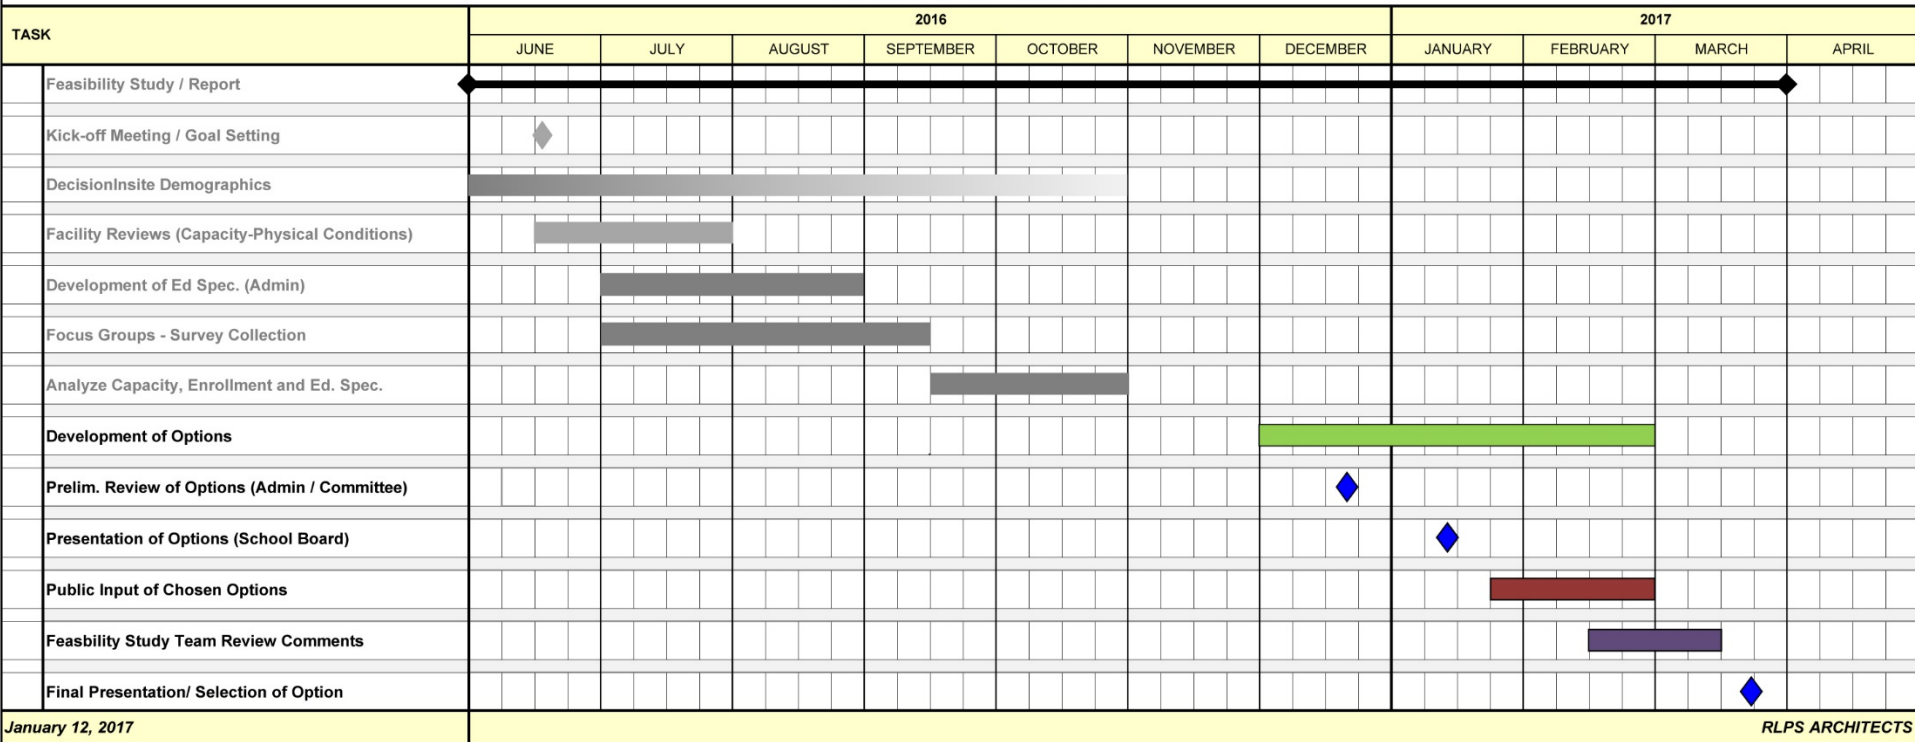 TASK
2016
2017
JUNE JULY AUGUST SEPTEMBER OCTOBER NOVEMBER DECEMBER JANUARY FEBRUARY MARCH APRIL
Feasibility Study / Report
Kick-off Meeting / Goal Setting
DecisionInsite Demographics
Facility Reviews (Capacity-Physical Conditions)
Development of Ed Spec. (Admin)
Focus Groups - Survey Collection
Analyze Capacity, Enrollment and Ed. Spec.
Development of Options
Prelim. Review of Options (Admin / Committee)
Presentation of Options (School Board)
Public Input of Chosen Options
Feasbility Study Team Review Comments
Final Presentation/ Selection of Option
January 12, 2017
RLPS ARCHITECTS